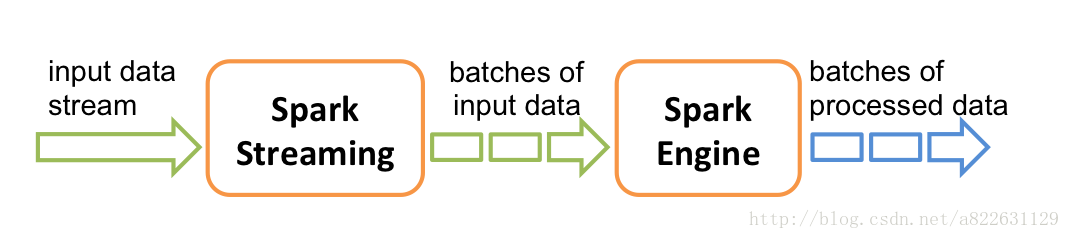 input data
stream
Spark
Streaming
batches of
input data
Spark
Engine
batches of
processed data
http://blog.csdn.net/a822631129